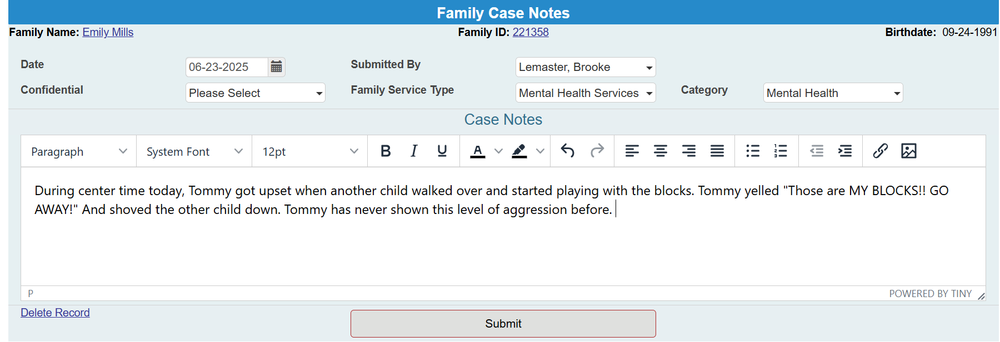 Family Case Notes
Family Name: Emily Mills Family ID: 221358 Birthdate: 09-24-1991
Date 06-23-2025 Submitted By Lemaster, Brooke
Confidential Please Select Family Service Type Mental Health Services Category Mental Health
Case Notes
Paragraph System Font 12pt B I U A
During center time today, Tommy got upset when another child walked over and started playing with the blocks. Tommy yelled "Those are MY BLOCKS!! GO
AWAY!" And shoved the other child down. Tommy has never shown this level of aggression before.
P POWERED BY TINY
Delete Record
Submit